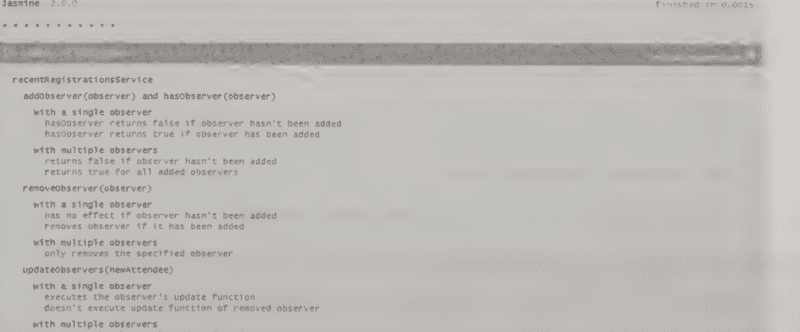 Jasmine 2.0.0
finished in 0.001s
recentRegistrationsService
addObserver(observer) and hasObserver(observer)
with a single observer
hasObserver returns false if observer hasn't been added
hasObserver returns true if observer has been added
with multiple observers
returns false if observer hasn't been added
returns true for all added observers
removeObserver(observer)
with a single observer
has no effect if observer hasn't been added
removes observer if it has been added
with multiple observers
only removes the specified observer
updateObservers(newAttendee)
with a single observer
executes the observer's update function
doesn't execute update function of removed observer
with multiple observers